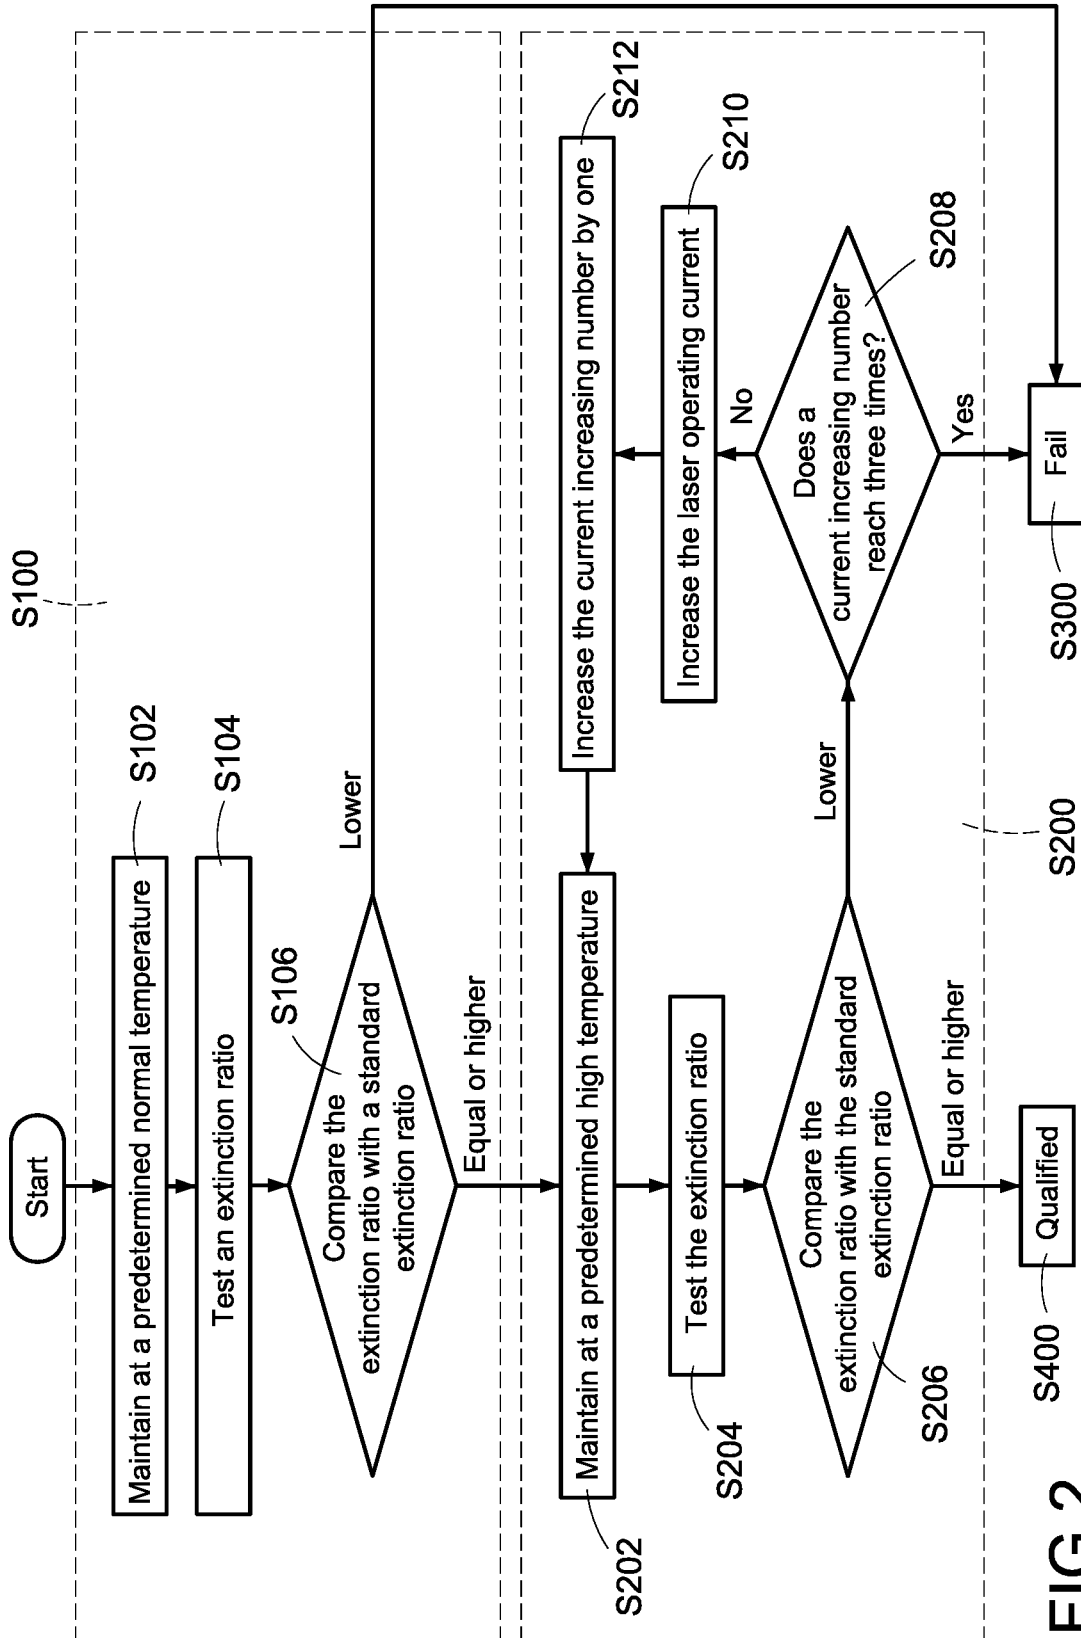 Start
S100
Maintain at a predetermined normal temperature
S102
Test an extinction ratio
S104
Compare the
extinction ratio with a standard
extinction ratio
S106
Lower
Equal or higher
Maintain at a predetermined high temperature
S202
Increase the current increasing number by one
S212
Test the extinction ratio
S204
Increase the laser operating current
S210
Compare the
extinction ratio with the standard
extinction ratio
S206
Lower
Does a
current increasing number
reach three times?
S208
No
Yes
Equal or higher
S200
Qualified
S400
Fail
S300
FIG.2